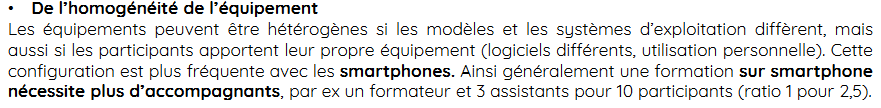 • De l’homogénéité de l’équipement
Les équipements peuvent être hétérogènes si les modèles et les systèmes d’exploitation diffèrent, mais
aussi si les participants apportent leur propre équipement (logiciels différents, utilisation personnelle). Cette
configuration est plus fréquente avec les smartphones. Ainsi généralement une formation sur smartphone
nécessite plus d’accompagnants, par ex un formateur et 3 assistants pour 10 participants (ratio 1 pour 2,5).